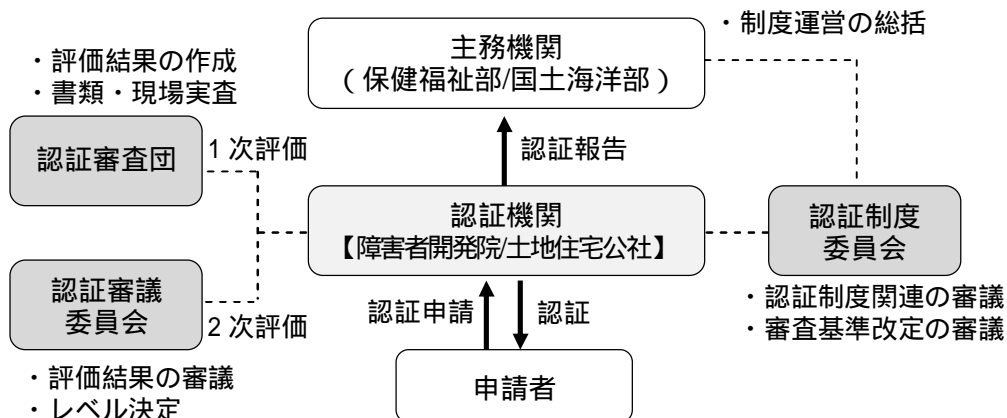 主務機関
（保健福祉部/国土海洋部）
・制度運営の総括
・評価結果の作成
・書類・現場実査
認証審査団
1次評価
認証報告
認証機関
【障害者開発院/土地住宅公社】
認証制度
委員会
認証審議
委員会
2次評価
認証申請
認証
・認証制度関連の審議
・審査基準改定の審議
・評価結果の審議
・レベル決定
申請者